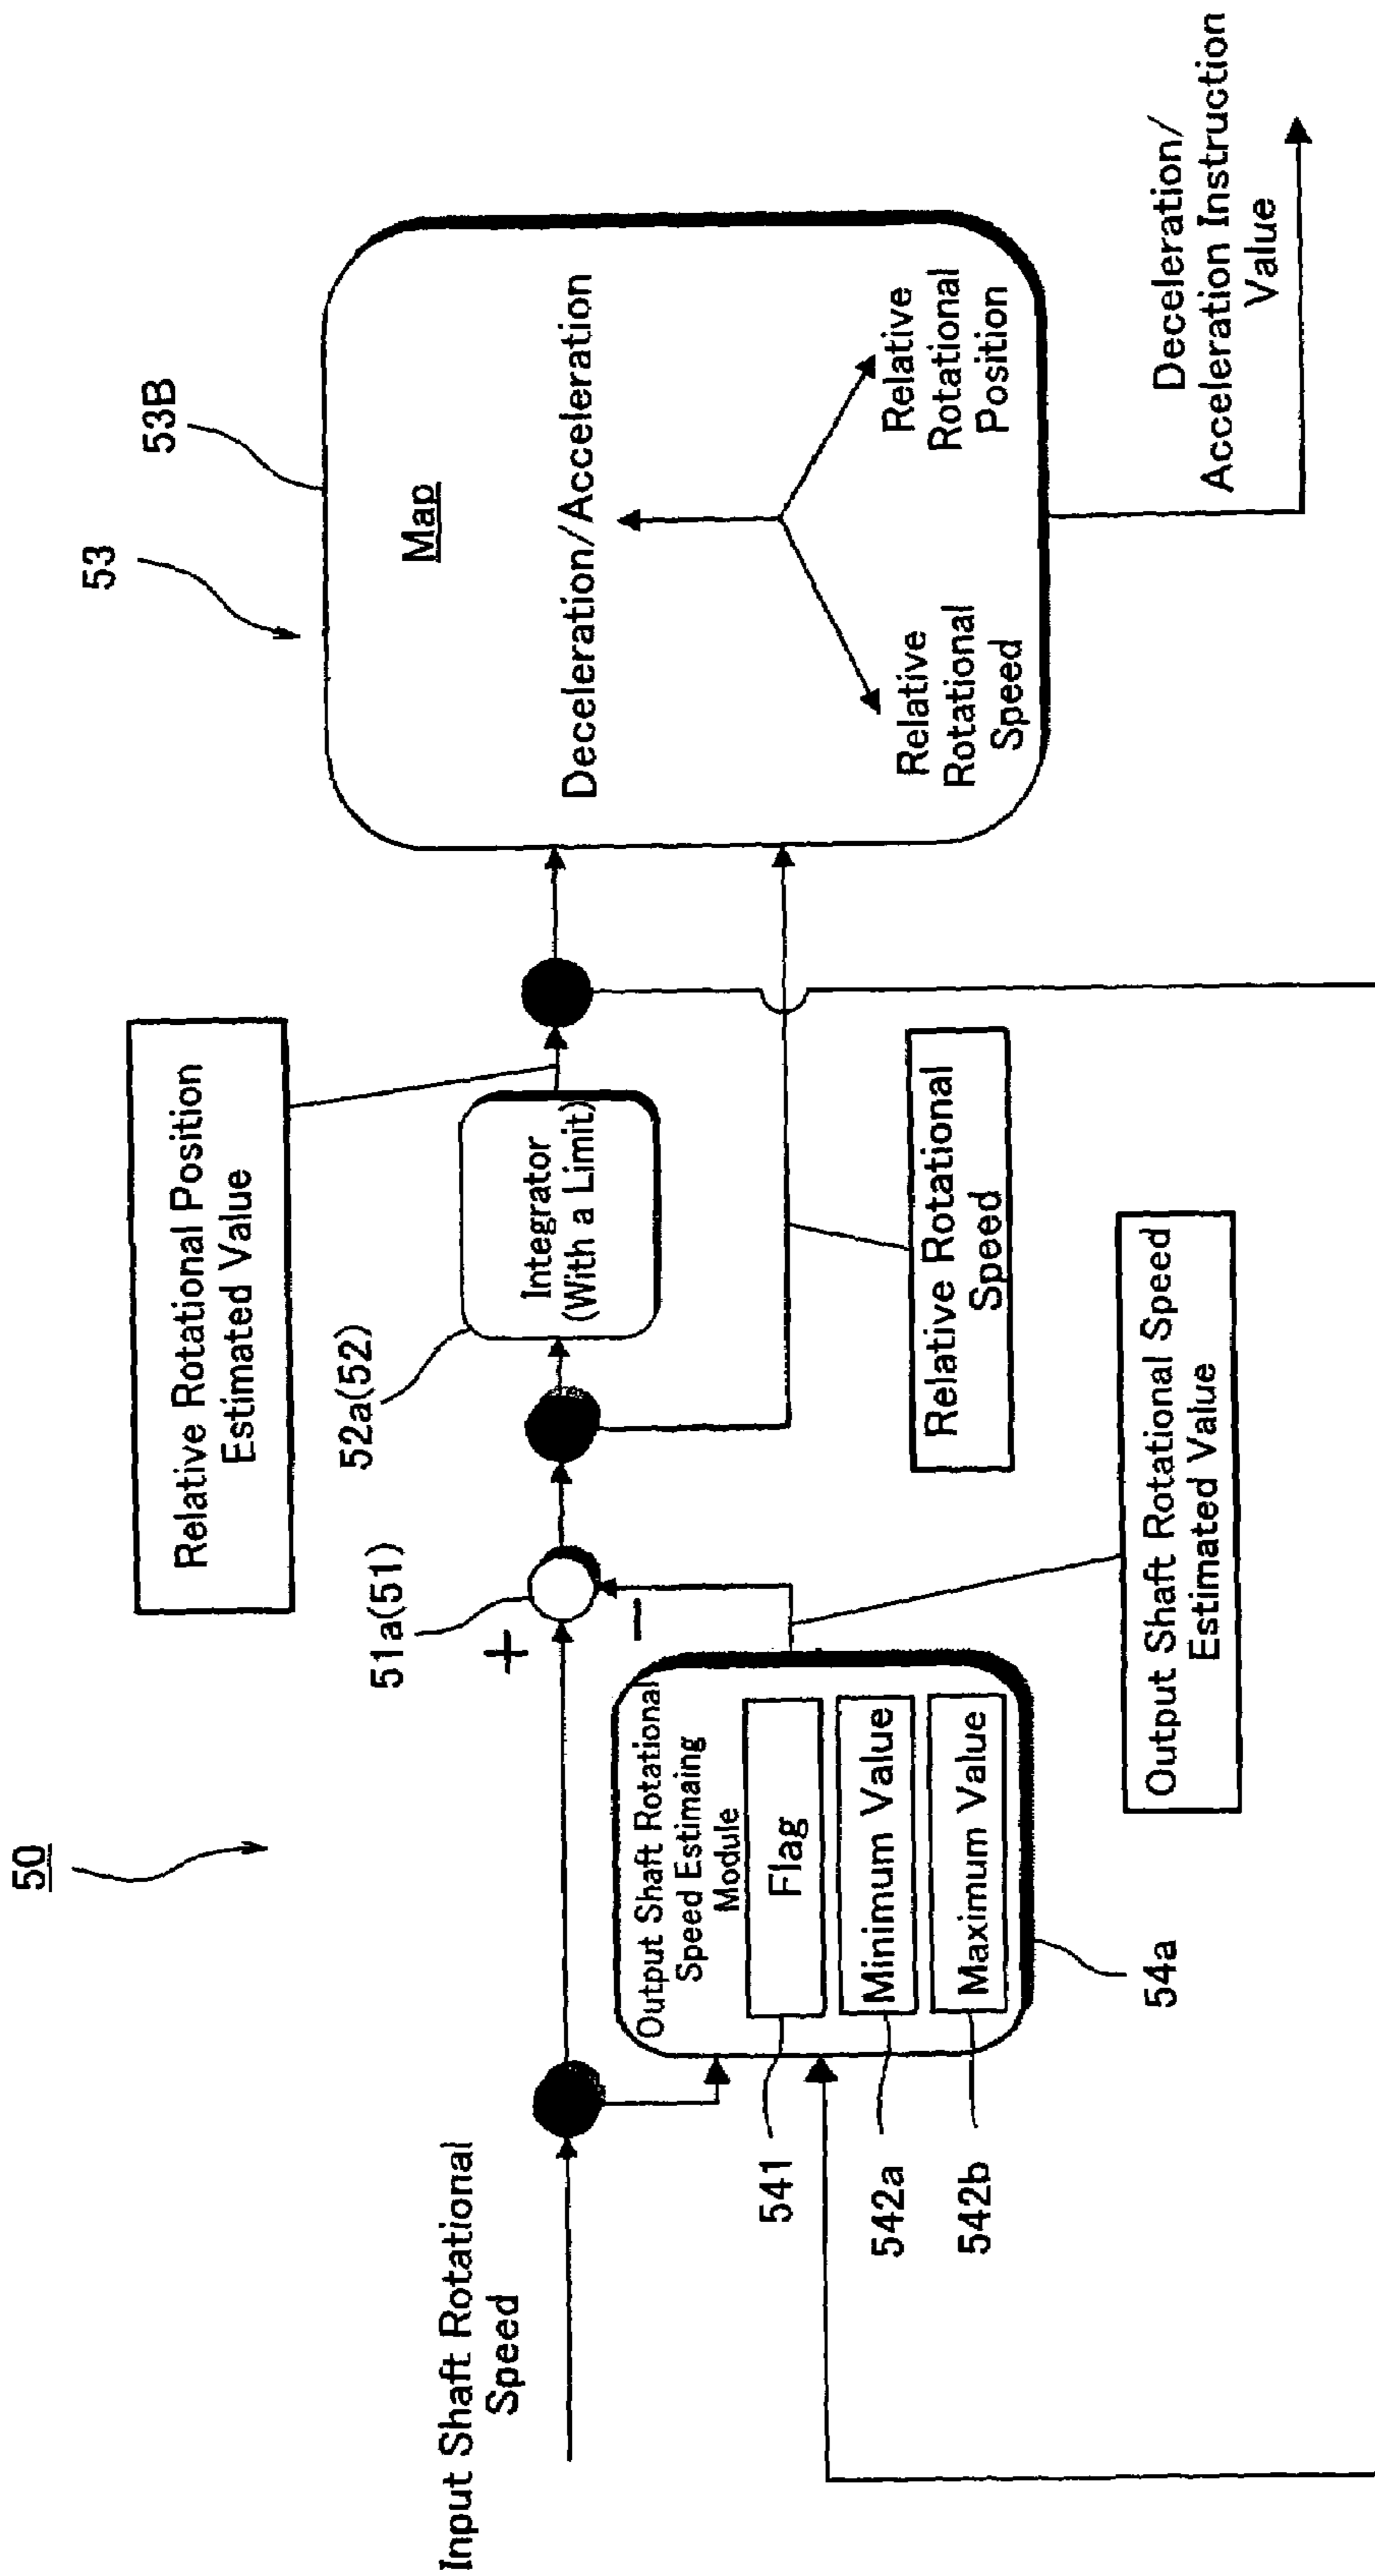 50
Input Shaft Rotational
Speed
+
−
51a(51)
52a(52)
Relative Rotational Position
Estimated Value
Integrator
(With a Limit)
53
53B
Map
Deceleration/Acceleration
Relative
Rotational
Speed
Relative
Rotational
Position
Output Shaft Rotational
Speed Estimaing
Module
Flag
Minimum Value
Maximum Value
541
542a
542b
54a
Relative Rotational
Speed
Output Shaft Rotational Speed
Estimated Value
Deceleration/
Acceleration Instruction
Value